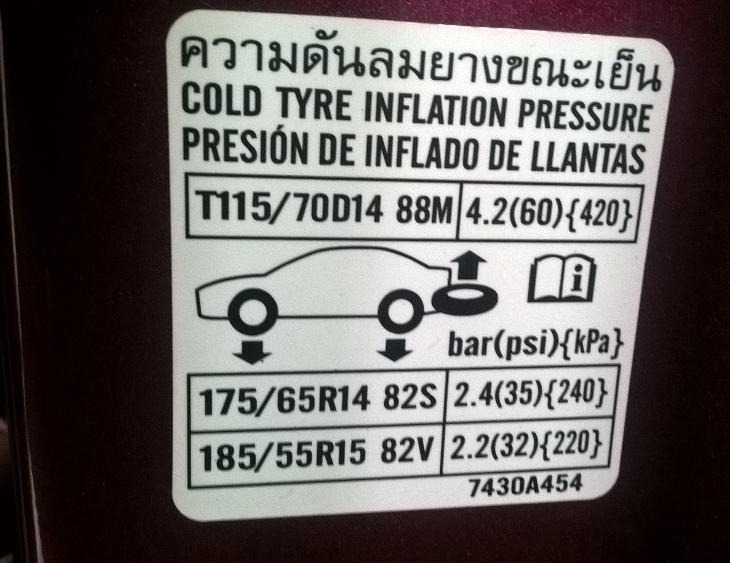 ความดันลมยางขณะเย็น
COLD TYRE INFLATION PRESSURE
PRESIÓN DE INFLADO DE LLANTAS
T115/70D14 88M 4.2(60){420}
i
bar(psi){kPa}
175/65R14 82S 2.4(35){240}
185/55R15 82V 2.2(32){220}
7430A454